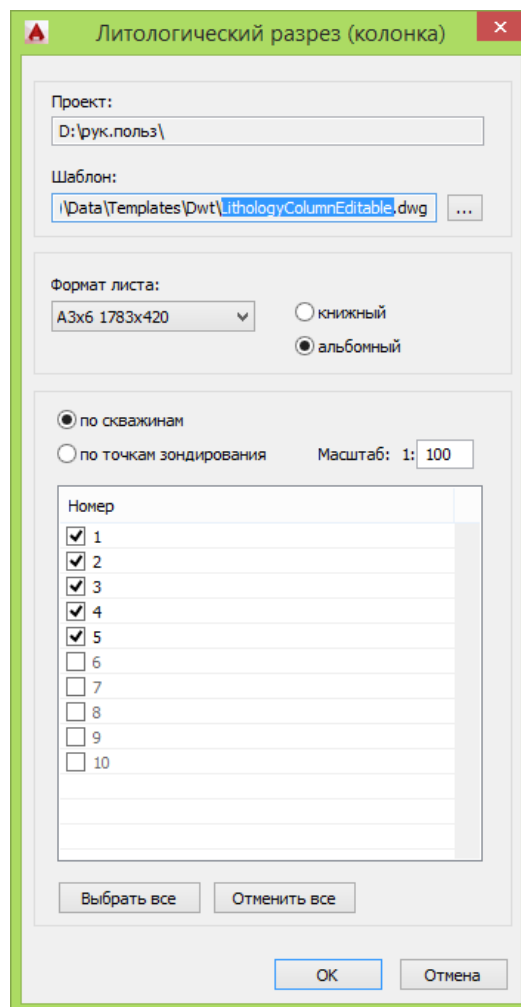 Литологический разрез (колонка)
Проект:
D:\рук.польз\
Шаблон:
)\Data\Templates\Dwt\LithologyColumnEditable.dwg ...
Формат листа:
А3х6 1783х420
книжный
альбомный
по скважинам
по точкам зондирования Масштаб: 1: 100
Номер
1
2
3
4
5
6
7
8
9
10
Выбрать все Отменить все
OK Отмена